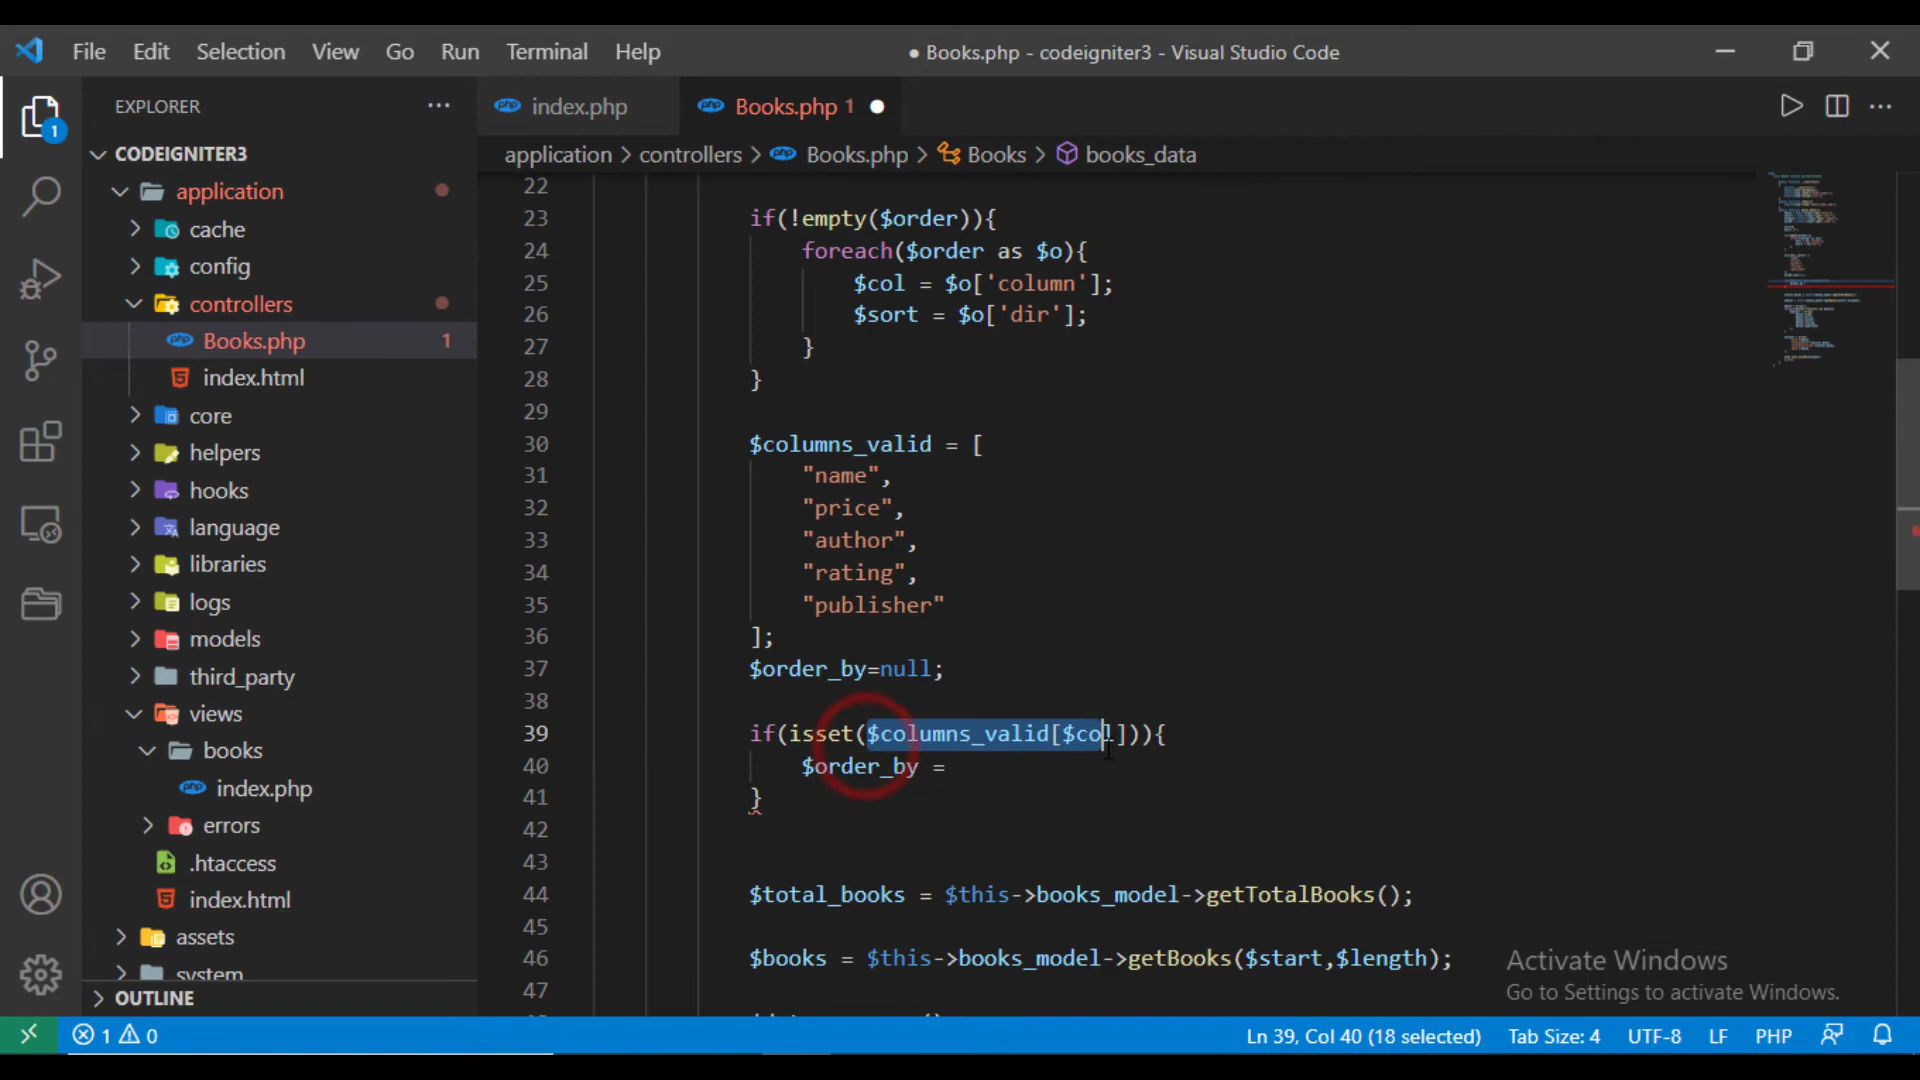 File Edit Selection View Go Run Terminal Help ● Books.php - codeigniter3 - Visual Studio Code
EXPLORER ...
index.php Books.php 1
application > controllers > Books.php > Books > books_data
1
CODEIGNITER3
application
cache
config
controllers
Books.php 1
index.html
core
helpers
hooks
language
libraries
logs
models
third_party
views
books
index.php
errors
.htaccess
index.html
assets
system
OUTLINE
22
23 if(!empty($order)){
24 foreach($order as $o){
25 $col = $o['column'];
26 $sort = $o['dir'];
27 }
28 }
29
30 $columns_valid = [
31 "name",
32 "price",
33 "author",
34 "rating",
35 "publisher"
36 ];
37 $order_by=null;
38
39 if(isset($columns_valid[$col])){
40 $order_by =
41 }
42
43
44 $total_books = $this->books_model->getTotalBooks();
45
46 $books = $this->books_model->getBooks($start,$length);
47
Activate Windows
Go to Settings to activate Windows.
1 0 Ln 39, Col 40 (18 selected) Tab Size: 4 UTF-8 LF PHP